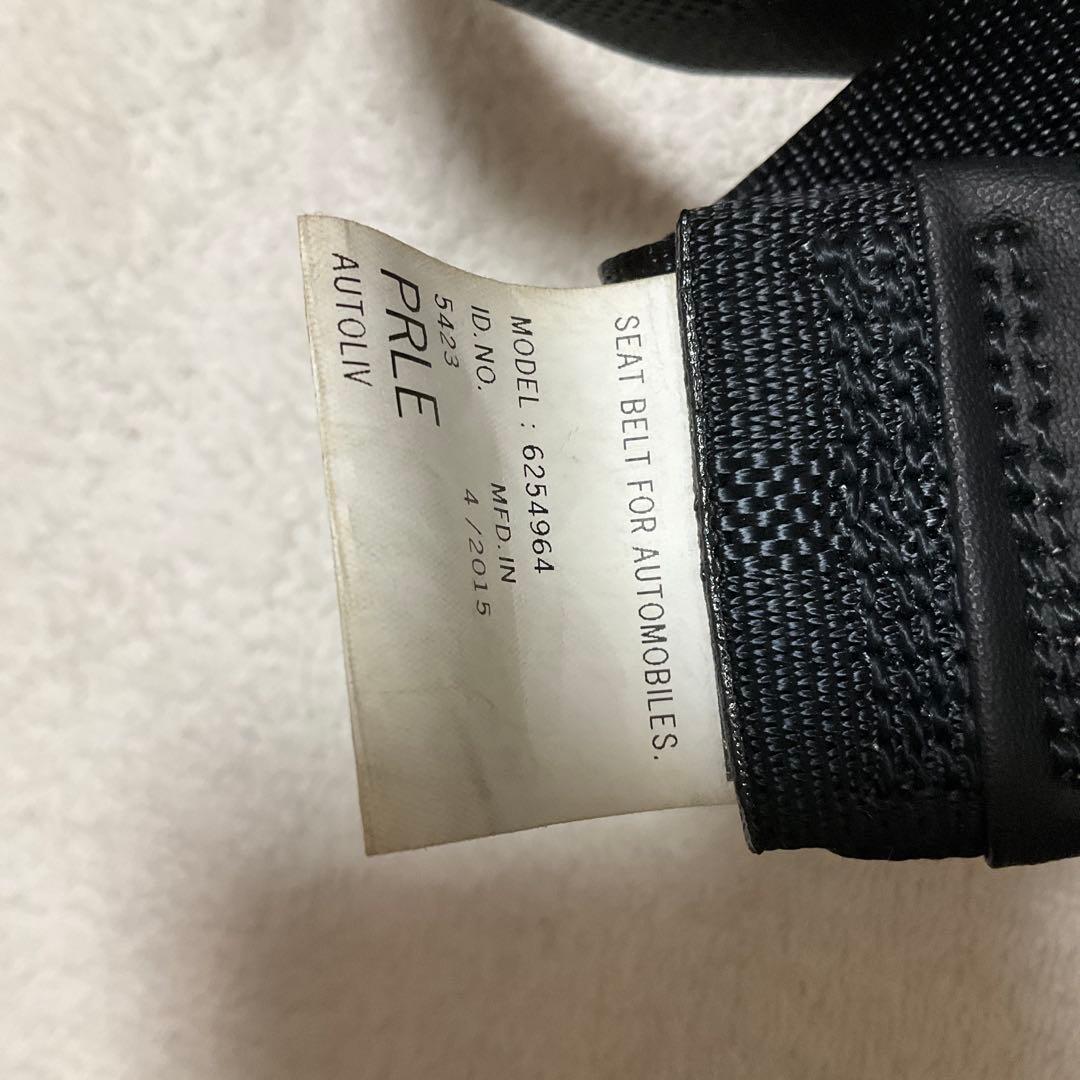 SEAT BELT FOR AUTOMOBILES.
MODEL : 6254964
ID.NO. MFD.IN
5423 4 /2015
PRLE
AUTOLIV